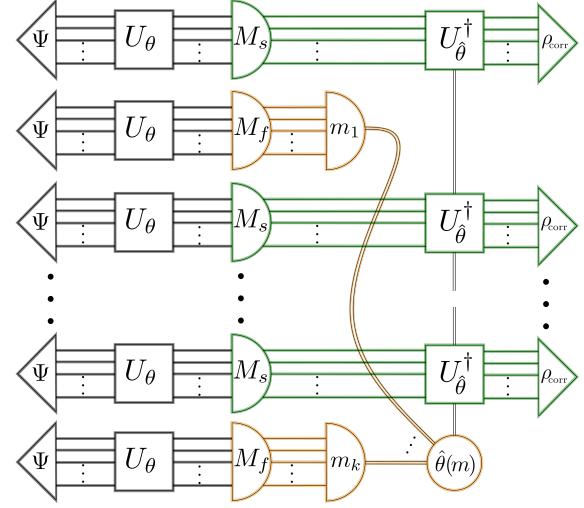 Ψ U_θ M_s U_θ̂^† ρ_corr
Ψ U_θ M_f m_1
Ψ U_θ M_s U_θ̂^† ρ_corr
Ψ U_θ M_s U_θ̂^† ρ_corr
Ψ U_θ M_f m_k θ̂(m)